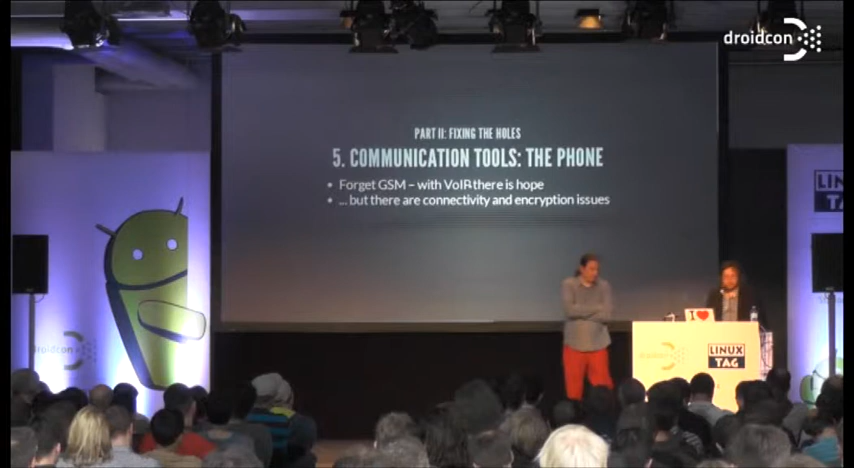 droidcon
PART II: FIXING THE HOLES
5. COMMUNICATION TOOLS: THE PHONE
• Forget GSM – with VoIP there is hope
• ... but there are connectivity and encryption issues
LINUX
TAG
droidcon
I ♥
LINUX
TAG